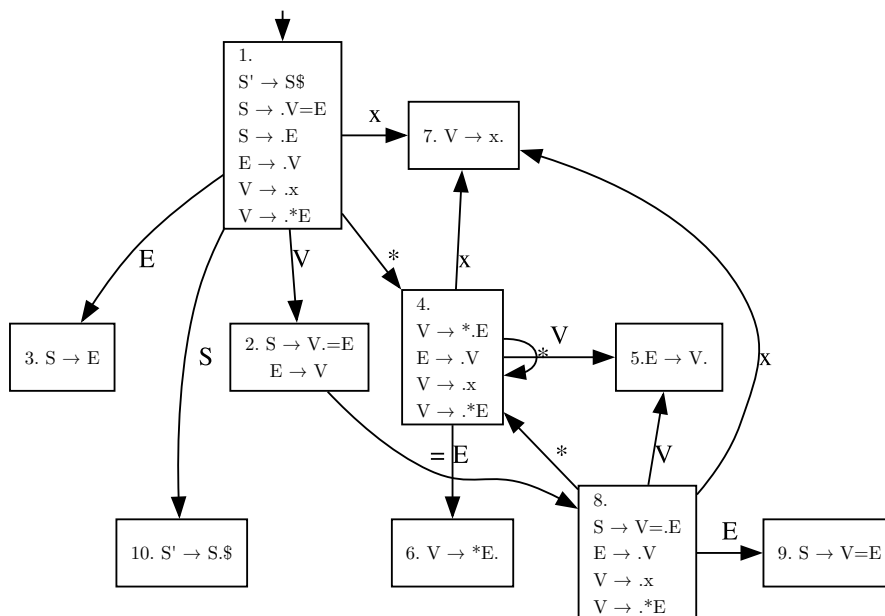 1.
S' → S$
S → .V=E
S → .E
E → .V
V → .x
V → .*E
x
7. V → x.
E
V
*
x
S
3. S → E
2. S → V.=E
E → V
4.
V → *.E
E → .V
V → .x
V → .*E
V
*
5.E → V.
x
=
E
*
V
10. S' → S.$
6. V → *E.
8.
S → V=.E
E → .V
V → .x
V → .*E
E
9. S → V=E